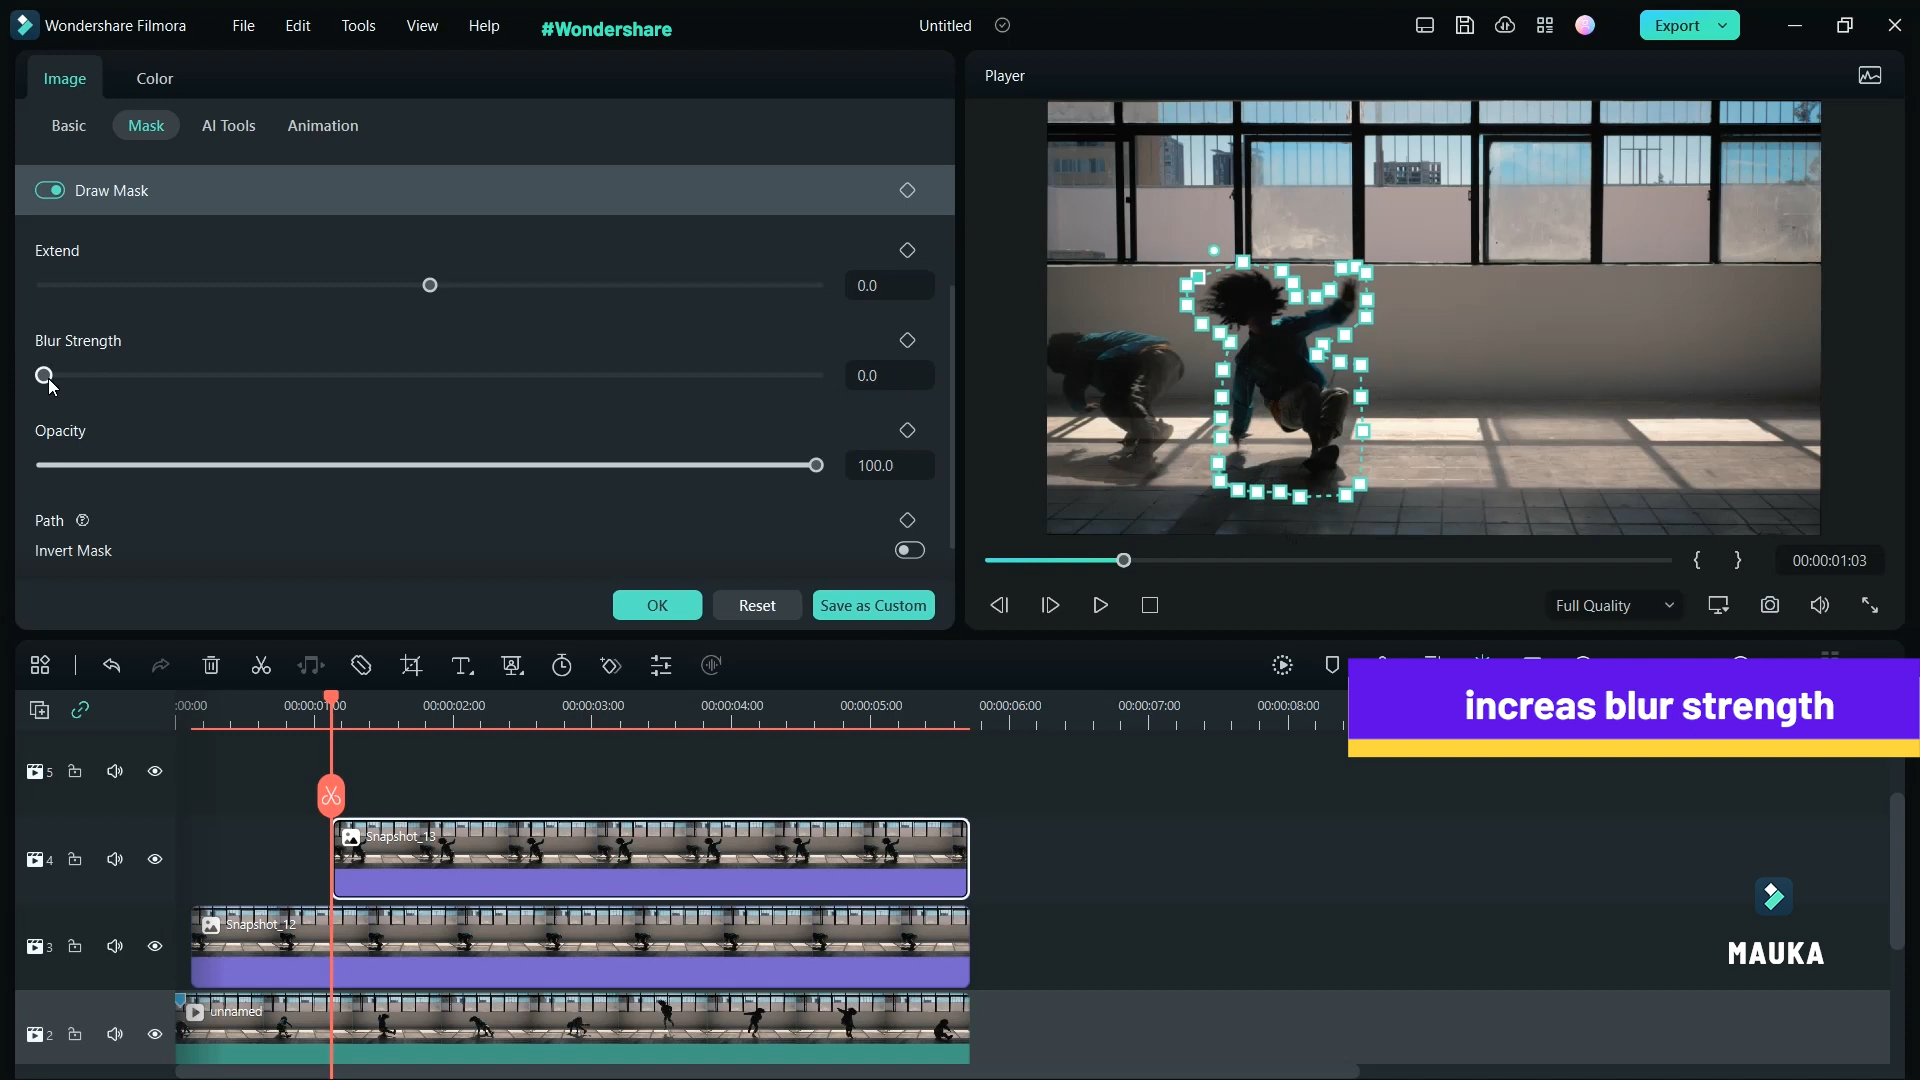 Wondershare Filmora
File
Edit
Tools
View
Help
#Wondershare
Untitled
Export
Image
Color
Player
Basic
Mask
AI Tools
Animation
Draw Mask
Extend
0.0
Blur Strength
0.0
Opacity
100.0
Path
Invert Mask
00:00:01:03
OK
Reset
Save as Custom
Full Quality
increas blur strength
:00:00
00:00:01:00
00:00:02:00
00:00:03:00
00:00:04:00
00:00:05:00
00:00:06:00
00:00:07:00
00:00:08:00
5
Snapshot_13
4
Snapshot_12
3
MAUKA
unnamed
2